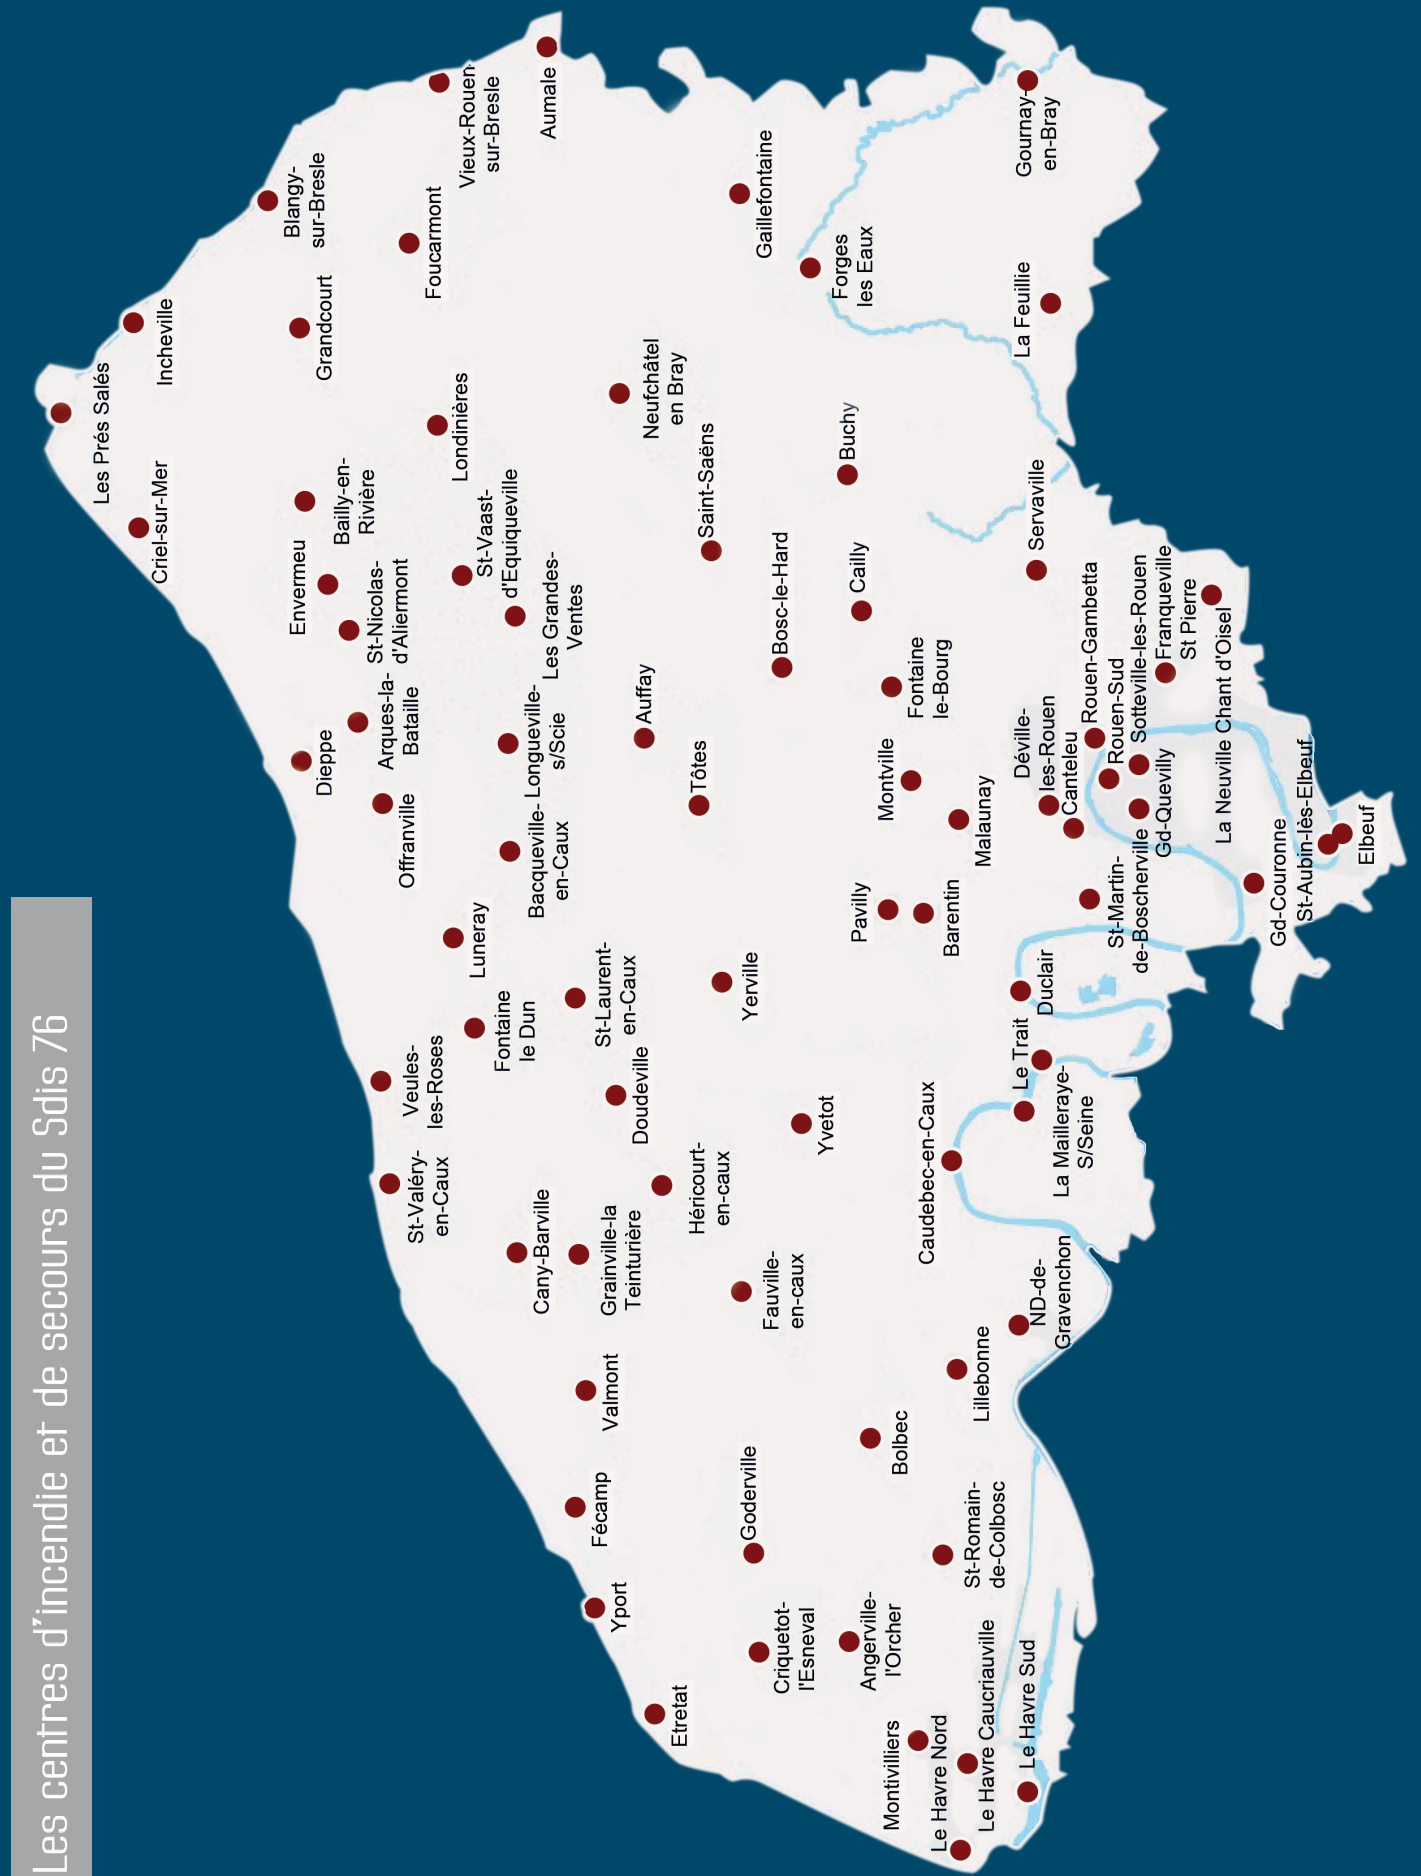 Les centres d'incendie et de secours du Sdis 76
Les Prés Salés
Incheville
Criel-sur-Mer
Blangy-
sur-Bresle
Grandcourt
Vieux-Rouen-
sur-Bresle
Aumale
Foucarmont
Londinières
Bailly-en-
Rivière
Envermeu
St-Nicolas-
d'Aliermont
Arques-la-
Bataille
Dieppe
Offranville
St-Vaast-
d'Equiqueville
Les Grandes-
Ventes
Longueville-
s/Scie
Bacqueville-
en-Caux
Luneray
Fontaine
le Dun
St-Laurent-
en-Caux
Veules-
les-Roses
St-Valéry-
en-Caux
Doudeville
Héricourt-
en-caux
Cany-Barville
Grainville-la
Teinturière
Fauville-
en-caux
Valmont
Fécamp
Yport
Etretat
Goderville
Criquetot-
l'Esneval
Angerville-
l'Orcher
Montivilliers
Le Havre Nord
Le Havre Caucriauville
Le Havre Sud
St-Romain-
de-Colbosc
Bolbec
Lillebonne
ND-de-
Gravenchon
Caudebec-en-Caux
La Mailleraye-
S/Seine
Le Trait
Duclair
Yvetot
Yerville
Pavilly
Barentin
Malaunay
Montville
Tôtes
Auffay
Fontaine
le-Bourg
Cailly
Bosc-le-Hard
Saint-Saëns
Neufchâtel
en Bray
Buchy
Gaillefontaine
Forges
les Eaux
Gournay-
en-Bray
La Feuillie
Servaville
Déville-
les-Rouen
Canteleu
St-Martin-
de-Boscherville
Rouen-Gambetta
Rouen-Sud
Sotteville-les-Rouen
Gd-Quevilly
Franqueville
St Pierre
La Neuville Chant d'Oisel
Gd-Couronne
St-Aubin-lès-Elbeuf
Elbeuf